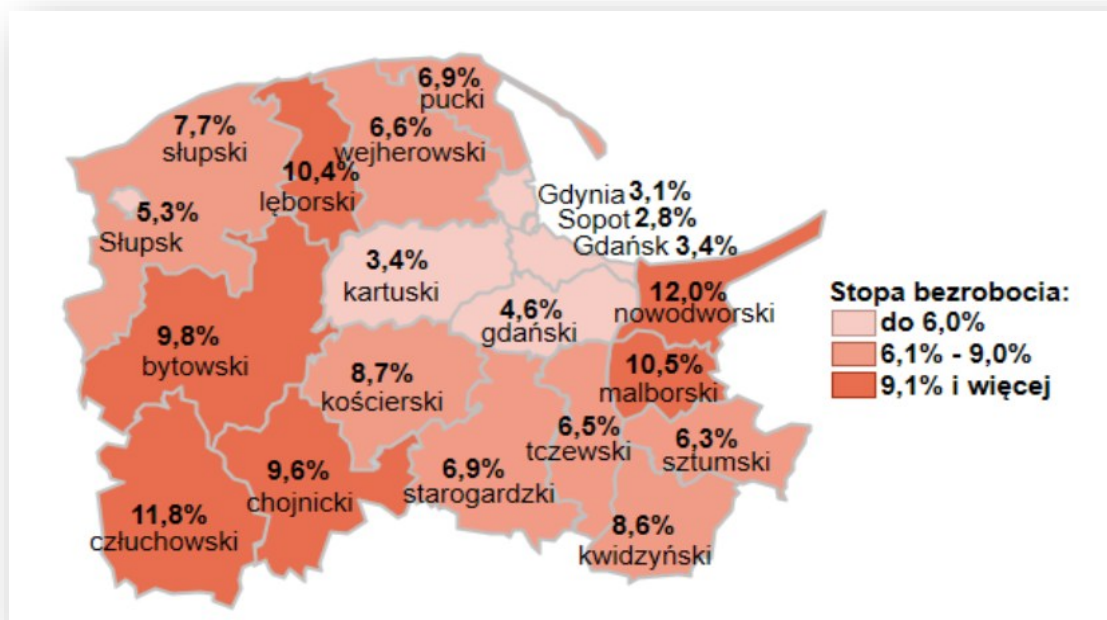 6,9%
pucki
7,7%
słupski
6,6%
wejherowski
10,4%
lęborski
5,3%
Słupsk
Gdynia 3,1%
Sopot 2,8%
Gdańsk 3,4%
3,4%
kartuski
4,6%
gdański
12,0%
nowodworski
9,8%
bytowski
8,7%
kościerski
10,5%
malborski
6,5%
tczewski
6,3%
sztumski
9,6%
chojnicki
6,9%
starogardzki
11,8%
człuchowski
8,6%
kwidzyński
Stopa bezrobocia:
do 6,0%
6,1% - 9,0%
9,1% i więcej